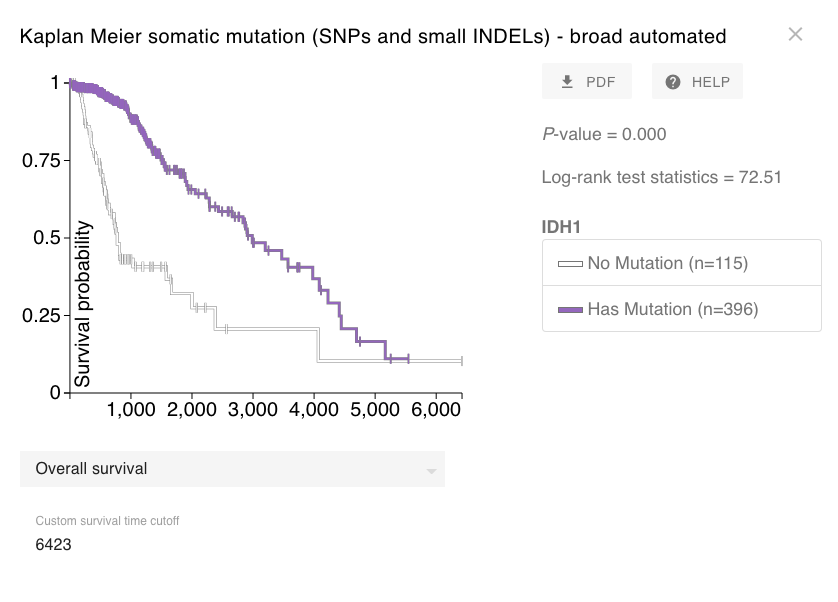 Kaplan Meier somatic mutation (SNPs and small INDELs) - broad automated
PDF
HELP
P-value = 0.000
Log-rank test statistics = 72.51
IDH1
No Mutation (n=115)
Has Mutation (n=396)
1
0.75
0.5
0.25
0
Survival probability
1,000 2,000 3,000 4,000 5,000 6,000
Overall survival
Custom survival time cutoff
6423